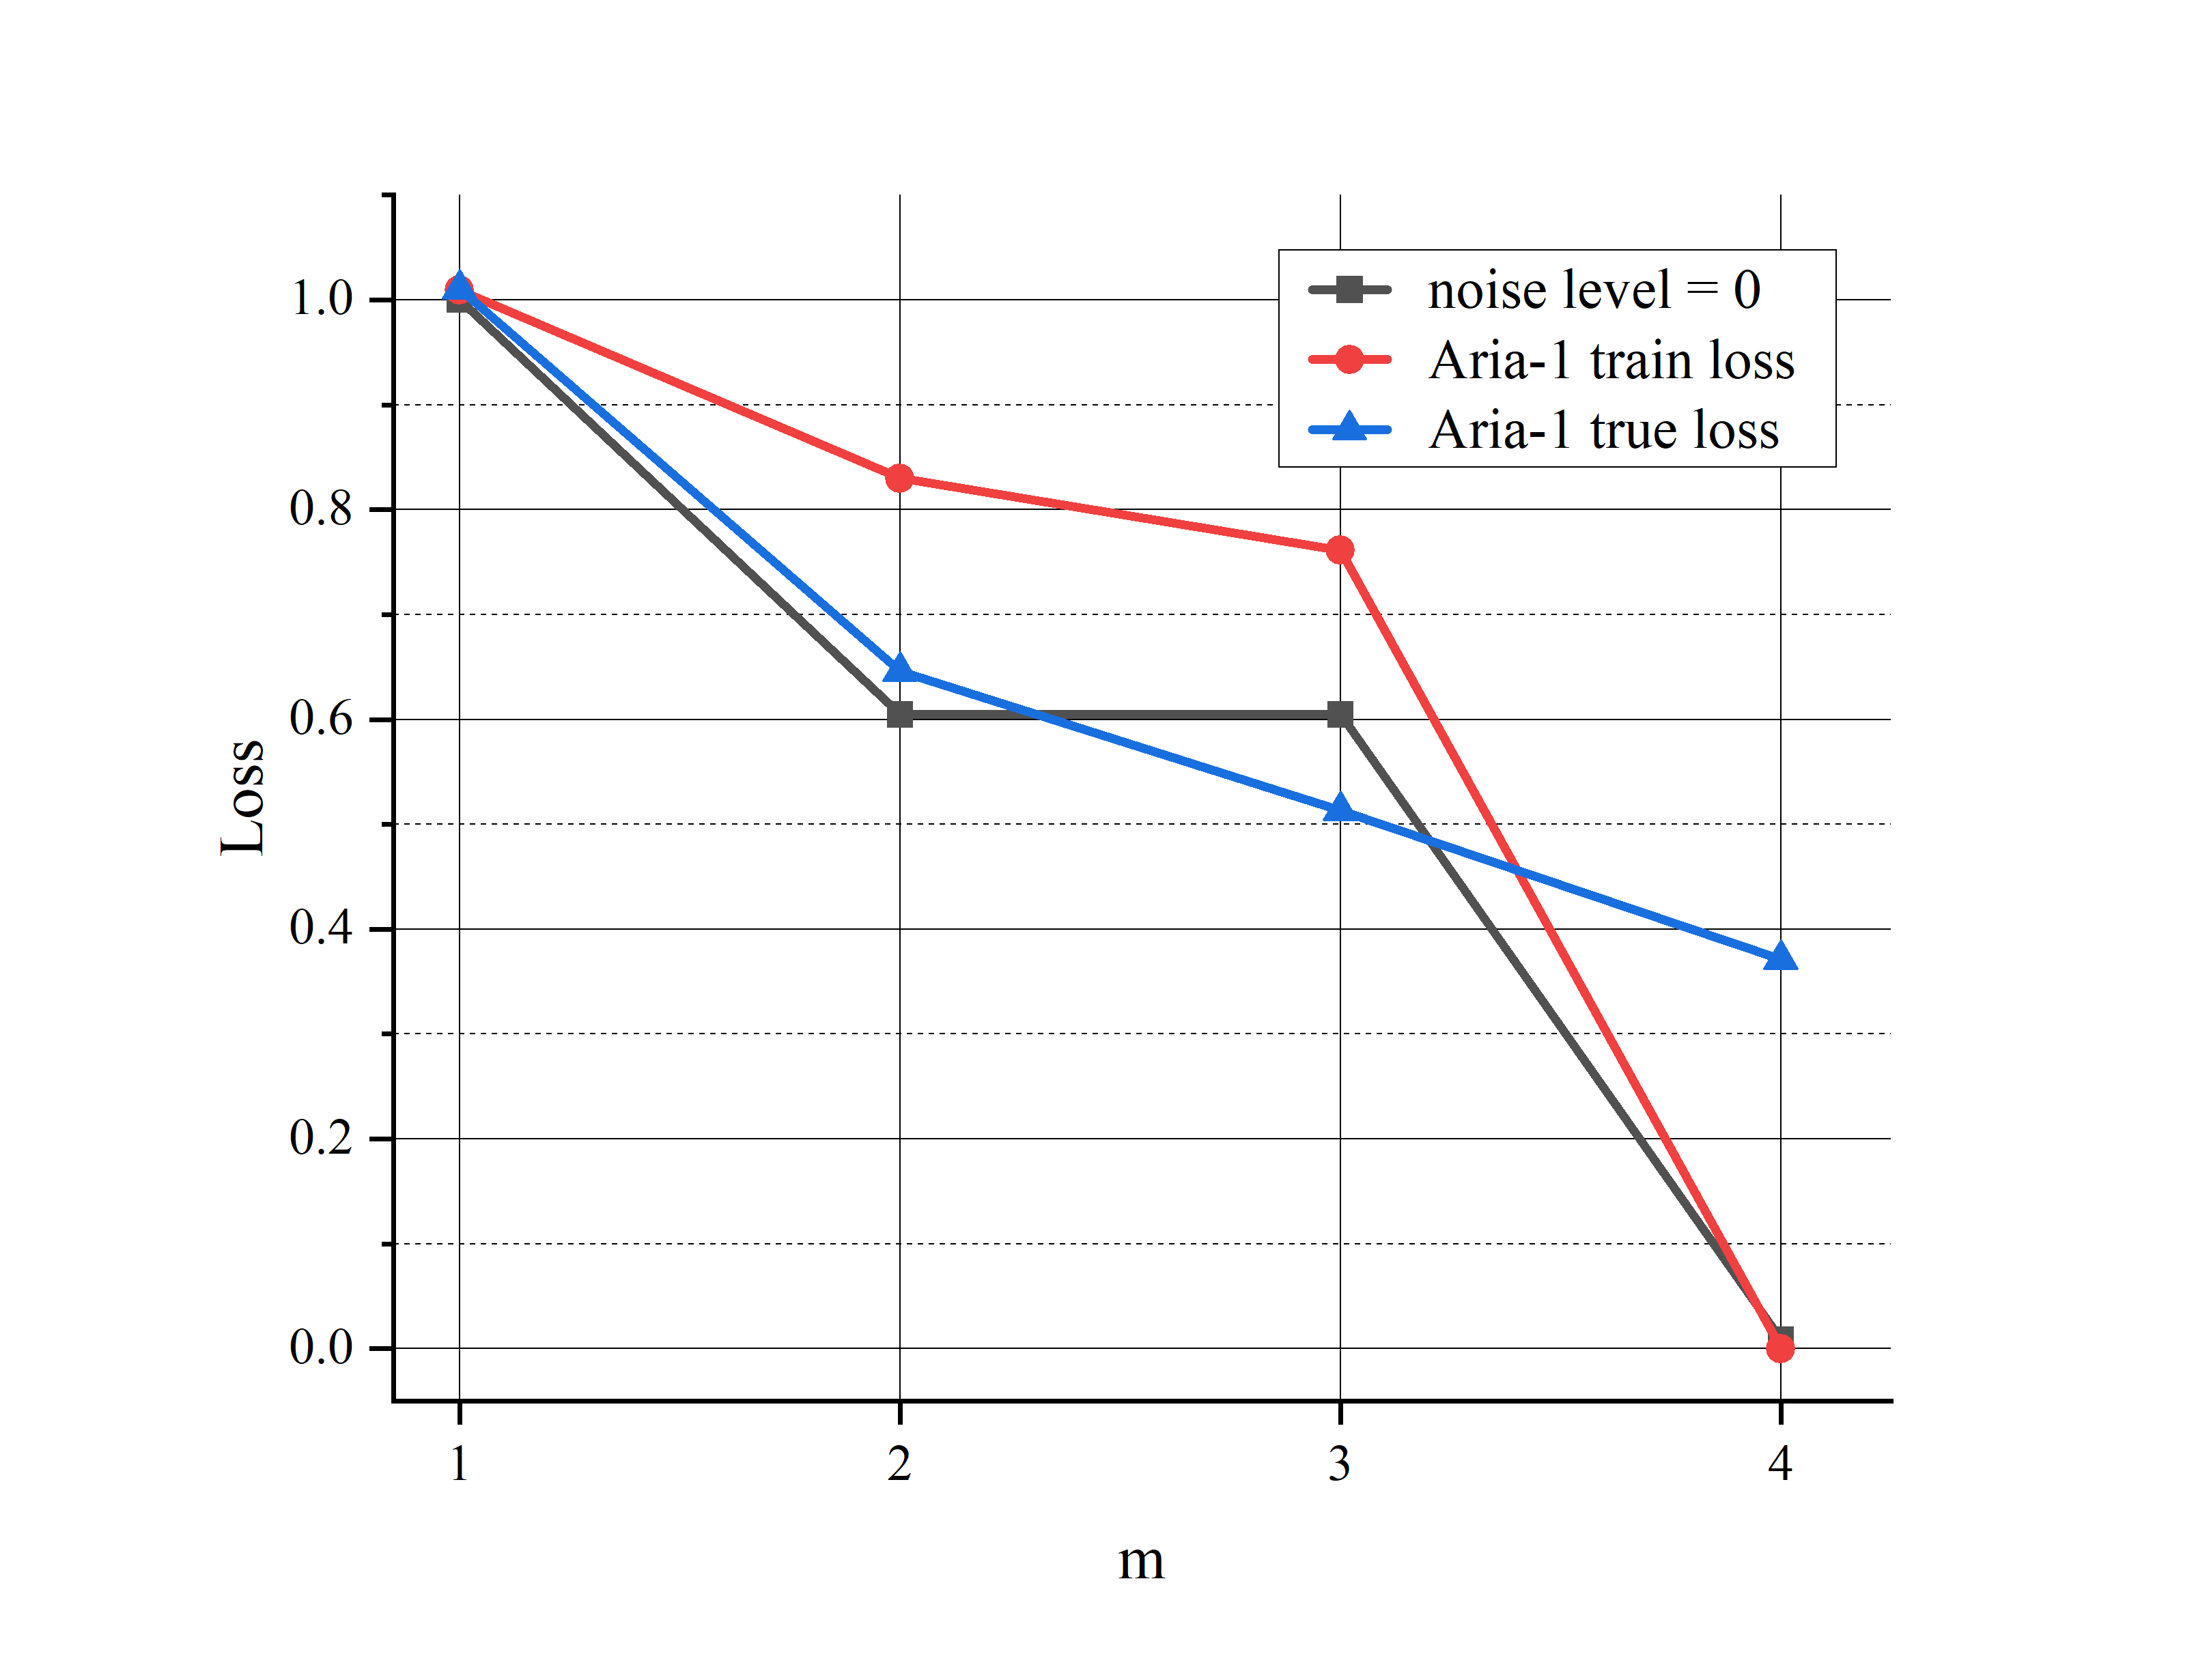 noise level = 0
Aria-1 train loss
Aria-1 true loss
1.0
0.8
0.6
0.4
0.2
0.0
Loss
1 2 3 4
m